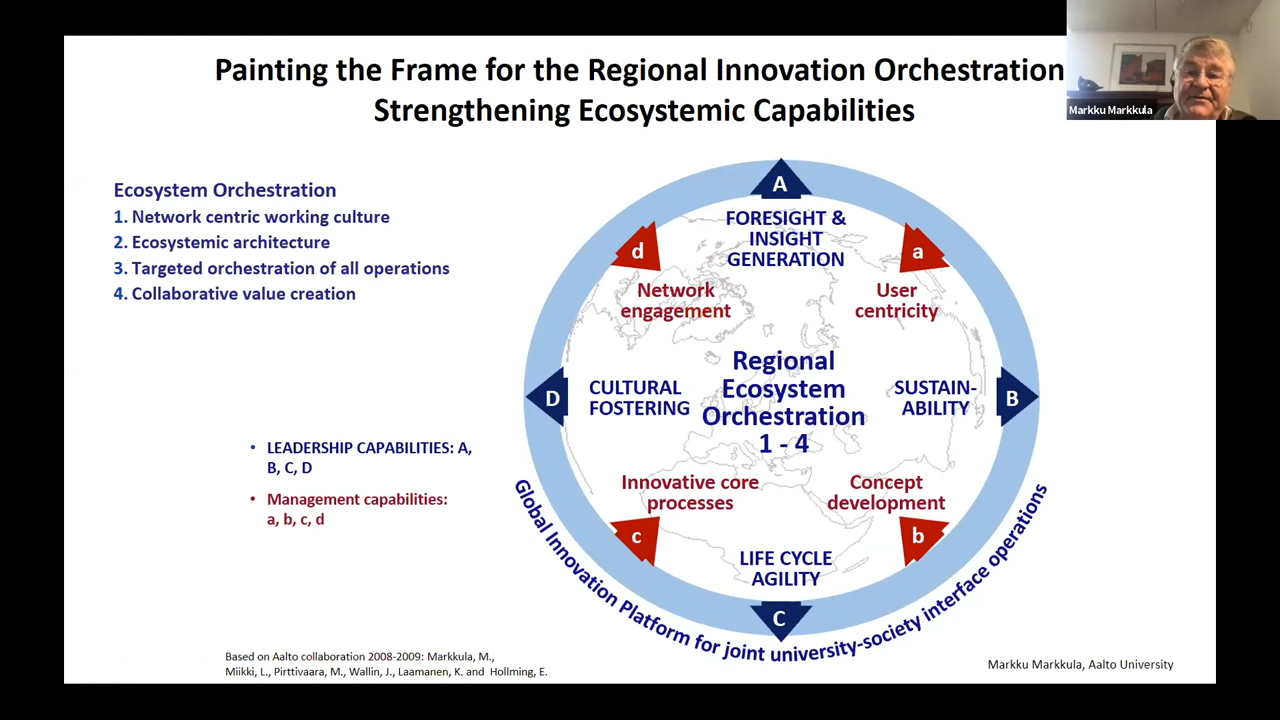 Painting the Frame for the Regional Innovation Orchestration
Strengthening Ecosystemic Capabilities
Markku Markkula
Ecosystem Orchestration
1. Network centric working culture
2. Ecosystemic architecture
3. Targeted orchestration of all operations
4. Collaborative value creation
• LEADERSHIP CAPABILITIES: A,
B, C, D
• Management capabilities:
a, b, c, d
A
FORESIGHT &
INSIGHT
GENERATION
a
User
centricity
B
SUSTAIN-
ABILITY
b
Concept
development
C
LIFE CYCLE
AGILITY
c
Innovative core
processes
D
CULTURAL
FOSTERING
d
Network
engagement
Regional
Ecosystem
Orchestration
1 - 4
Global Innovation Platform for joint university-society interface operations
Based on Aalto collaboration 2008-2009: Markkula, M.,
Miikki, L., Pirttivaara, M., Wallin, J., Laamanen, K. and Hollming, E.
Markku Markkula, Aalto University